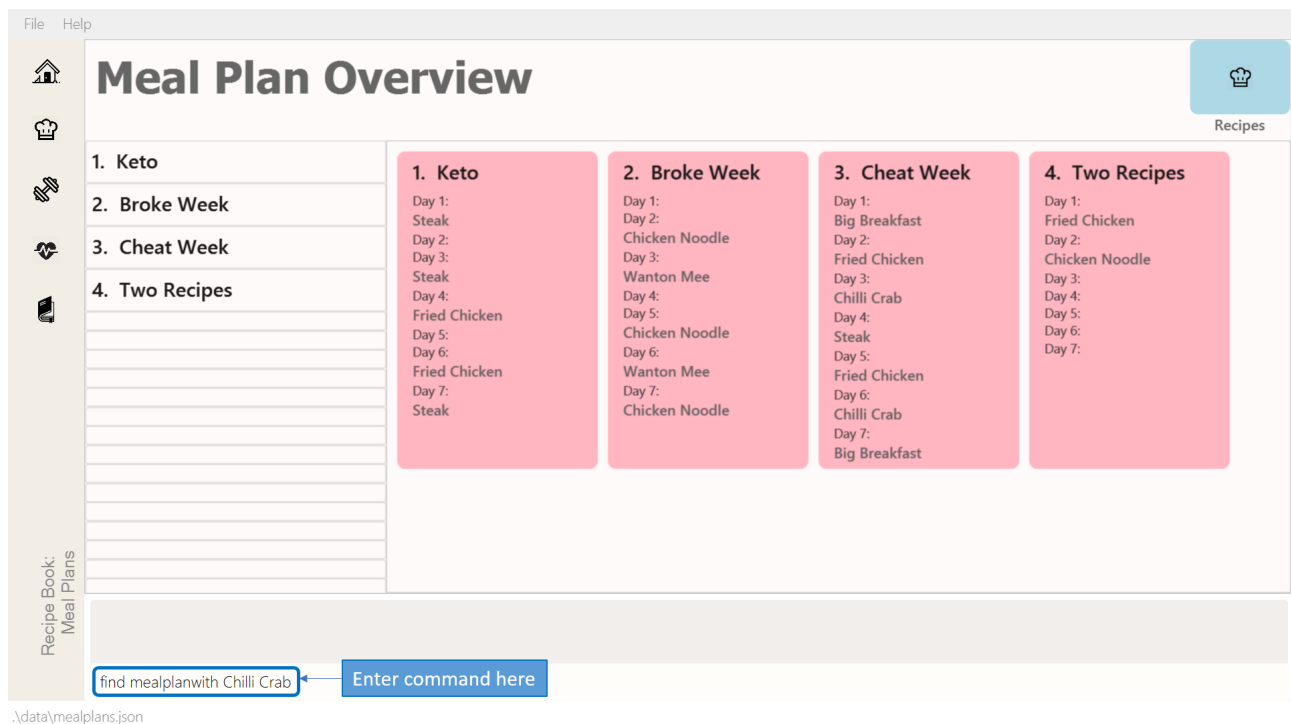 File Help
Meal Plan Overview
Recipes
1. Keto
2. Broke Week
3. Cheat Week
4. Two Recipes
1. Keto
Day 1:
Steak
Day 2:
Day 3:
Steak
Day 4:
Fried Chicken
Day 5:
Day 6:
Fried Chicken
Day 7:
Steak
2. Broke Week
Day 1:
Day 2:
Chicken Noodle
Day 3:
Wanton Mee
Day 4:
Day 5:
Chicken Noodle
Day 6:
Wanton Mee
Day 7:
Chicken Noodle
3. Cheat Week
Day 1:
Big Breakfast
Day 2:
Fried Chicken
Day 3:
Chilli Crab
Day 4:
Steak
Day 5:
Fried Chicken
Day 6:
Chilli Crab
Day 7:
Big Breakfast
4. Two Recipes
Day 1:
Fried Chicken
Day 2:
Chicken Noodle
Day 3:
Day 4:
Day 5:
Day 6:
Day 7:
Recipe Book:
Meal Plans
find mealplanwith Chilli Crab
Enter command here
.\data\mealplans.json